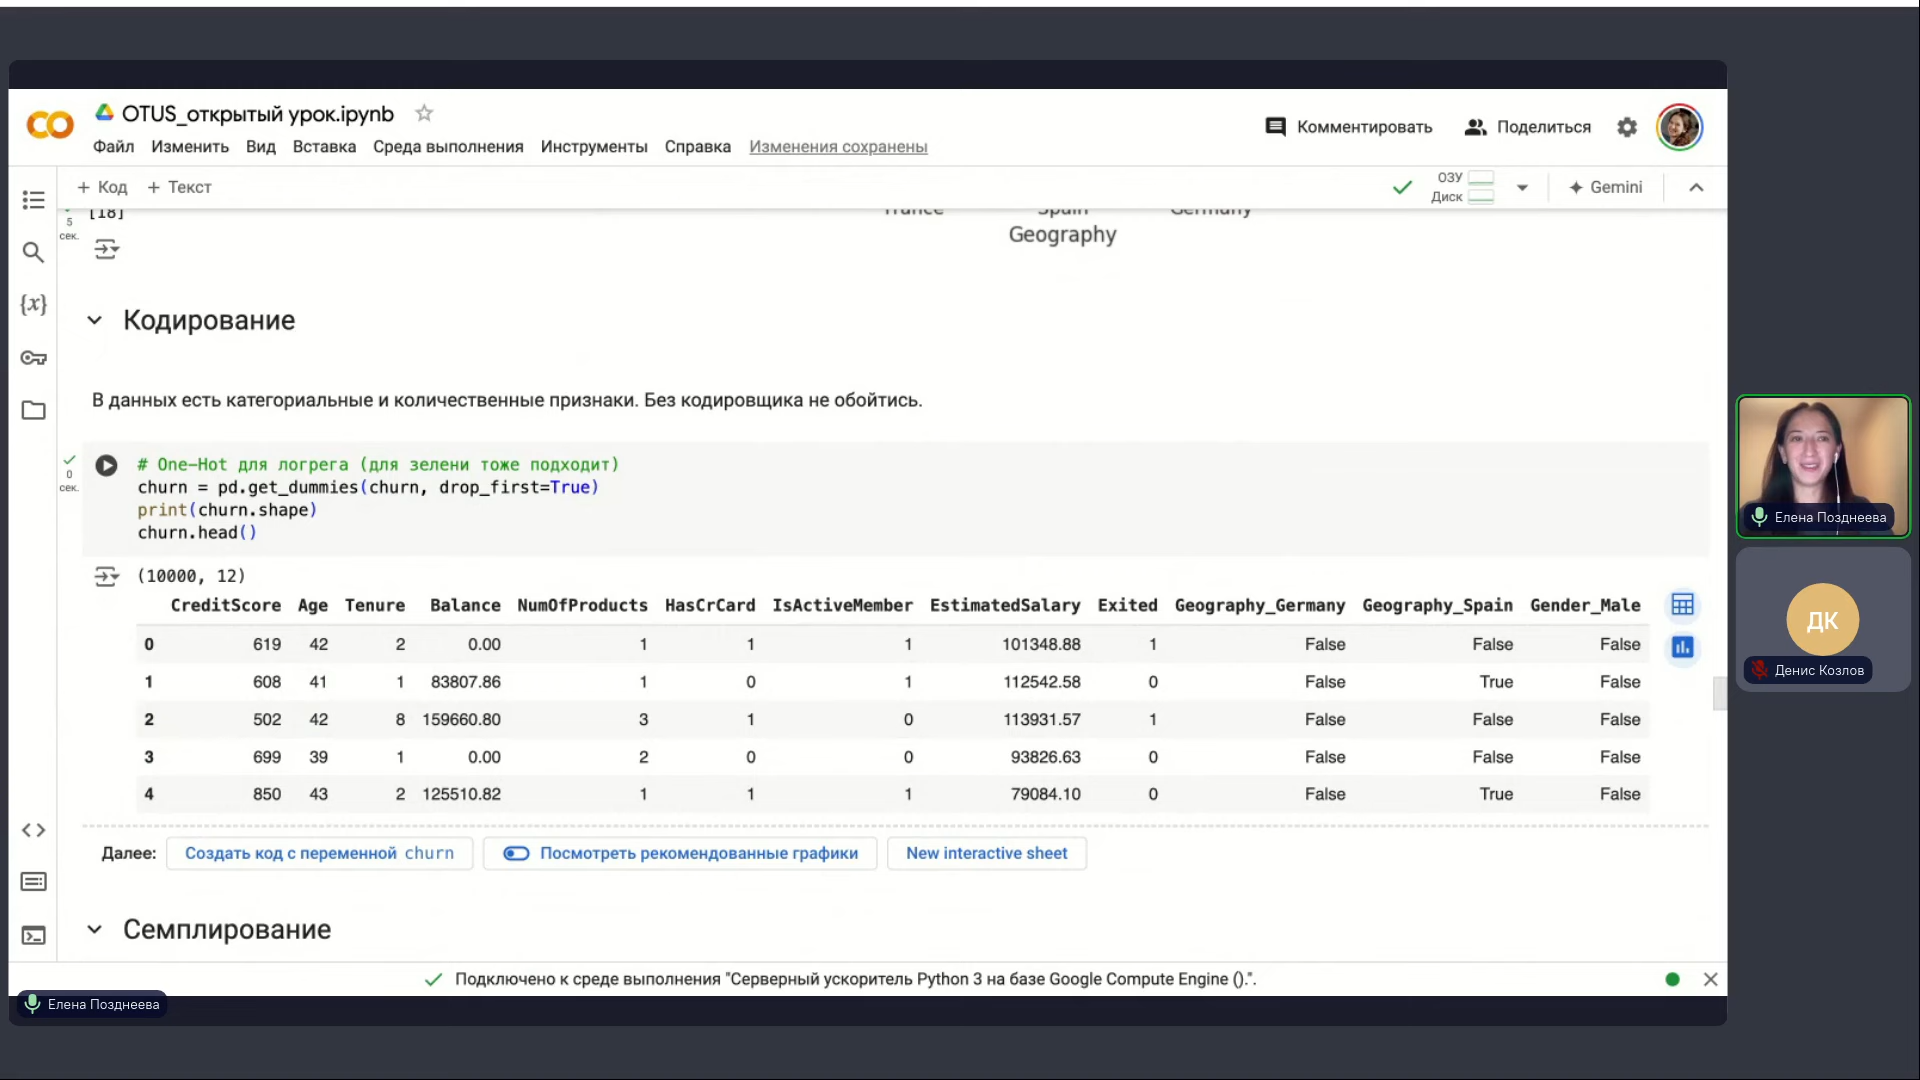 OTUS_открытый урок.ipynb
Файл Изменить Вид Вставка Среда выполнения Инструменты Справка Изменения сохранены
Комментировать Поделиться
+ Код + Текст
ОЗУ
Диск
Gemini
[18]
5
сек.
France Spain Germany
Geography
Кодирование
В данных есть категориальные и количественные признаки. Без кодировщика не обойтись.
0
сек.
# One-Hot для логрега (для зелени тоже подходит)
churn = pd.get_dummies(churn, drop_first=True)
print(churn.shape)
churn.head()
(10000, 12)
CreditScore Age Tenure Balance NumOfProducts HasCrCard IsActiveMember EstimatedSalary Exited Geography_Germany Geography_Spain Gender_Male
0 619 42 2 0.00 1 1 1 101348.88 1 False False False
1 608 41 1 83807.86 1 0 1 112542.58 0 False True False
2 502 42 8 159660.80 3 1 0 113931.57 1 False False False
3 699 39 1 0.00 2 0 0 93826.63 0 False False False
4 850 43 2 125510.82 1 1 1 79084.10 0 False True False
Далее: Создать код с переменной churn Посмотреть рекомендованные графики New interactive sheet
Семплирование
Подключено к среде выполнения "Серверный ускоритель Python 3 на базе Google Compute Engine ()".
Елена Позднеева
Елена Позднеева
ДК
Денис Козлов